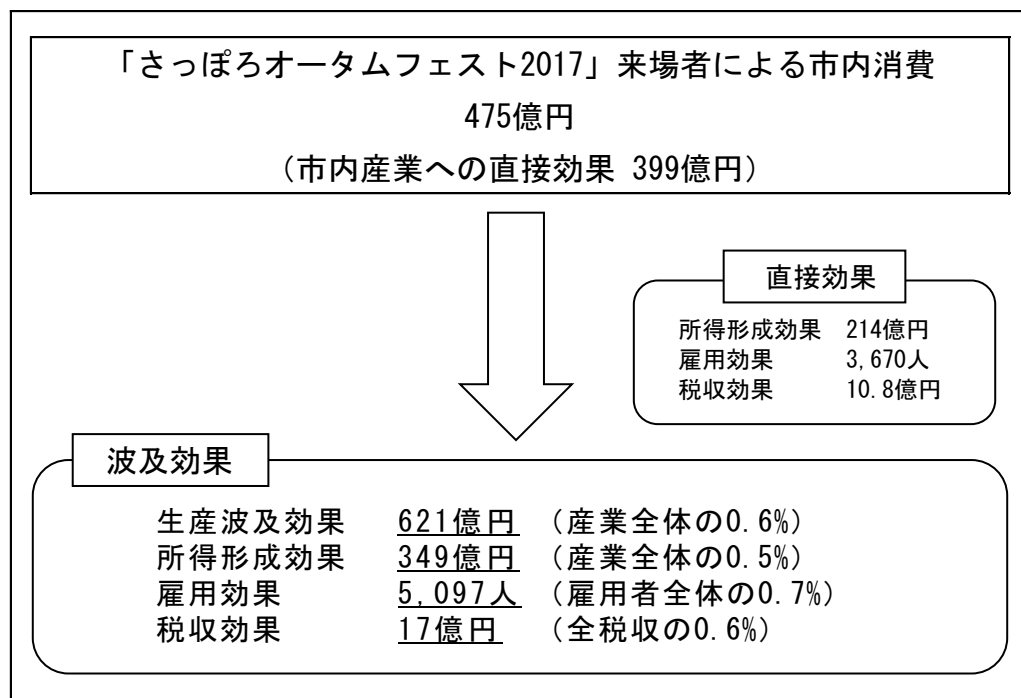 「さっぽろオータムフェスト2017」来場者による市内消費
475億円
（市内産業への直接効果 399億円）
直接効果
所得形成効果 214億円
雇用効果 3,670人
税収効果 10.8億円
波及効果
生産波及効果 621億円 （産業全体の0.6%）
所得形成効果 349億円 （産業全体の0.5%）
雇用効果 5,097人 （雇用者全体の0.7%）
税収効果 17億円 （全税収の0.6%）